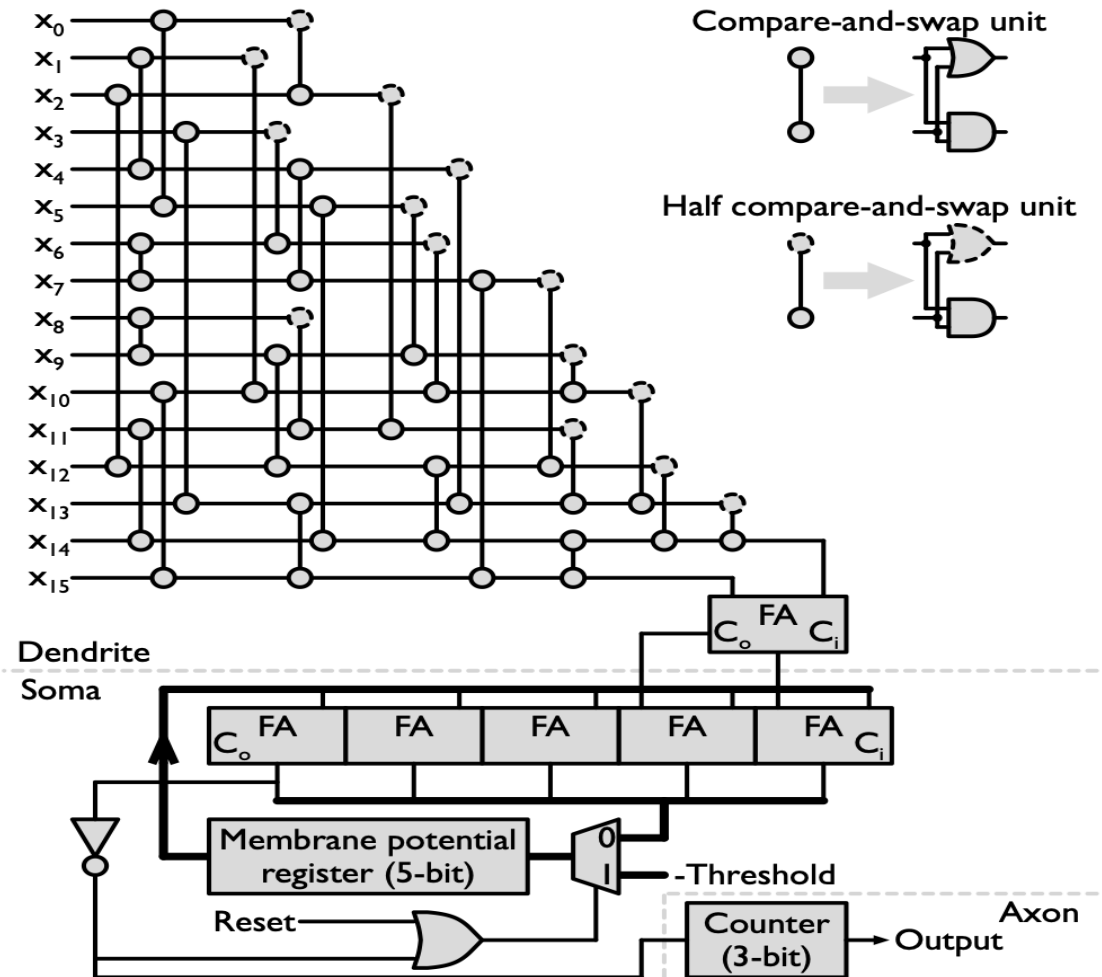 x₀
x₁
x₂
x₃
x₄
x₅
x₆
x₇
x₈
x₉
x₁₀
x₁₁
x₁₂
x₁₃
x₁₄
x₁₅
Compare-and-swap unit
Half compare-and-swap unit
FA
Cₒ Cᵢ
Dendrite
Soma
FA FA FA FA FA
Cₒ Cᵢ
Membrane potential
register (5-bit)
0
1
-Threshold
Reset
Axon
Counter
(3-bit)
Output